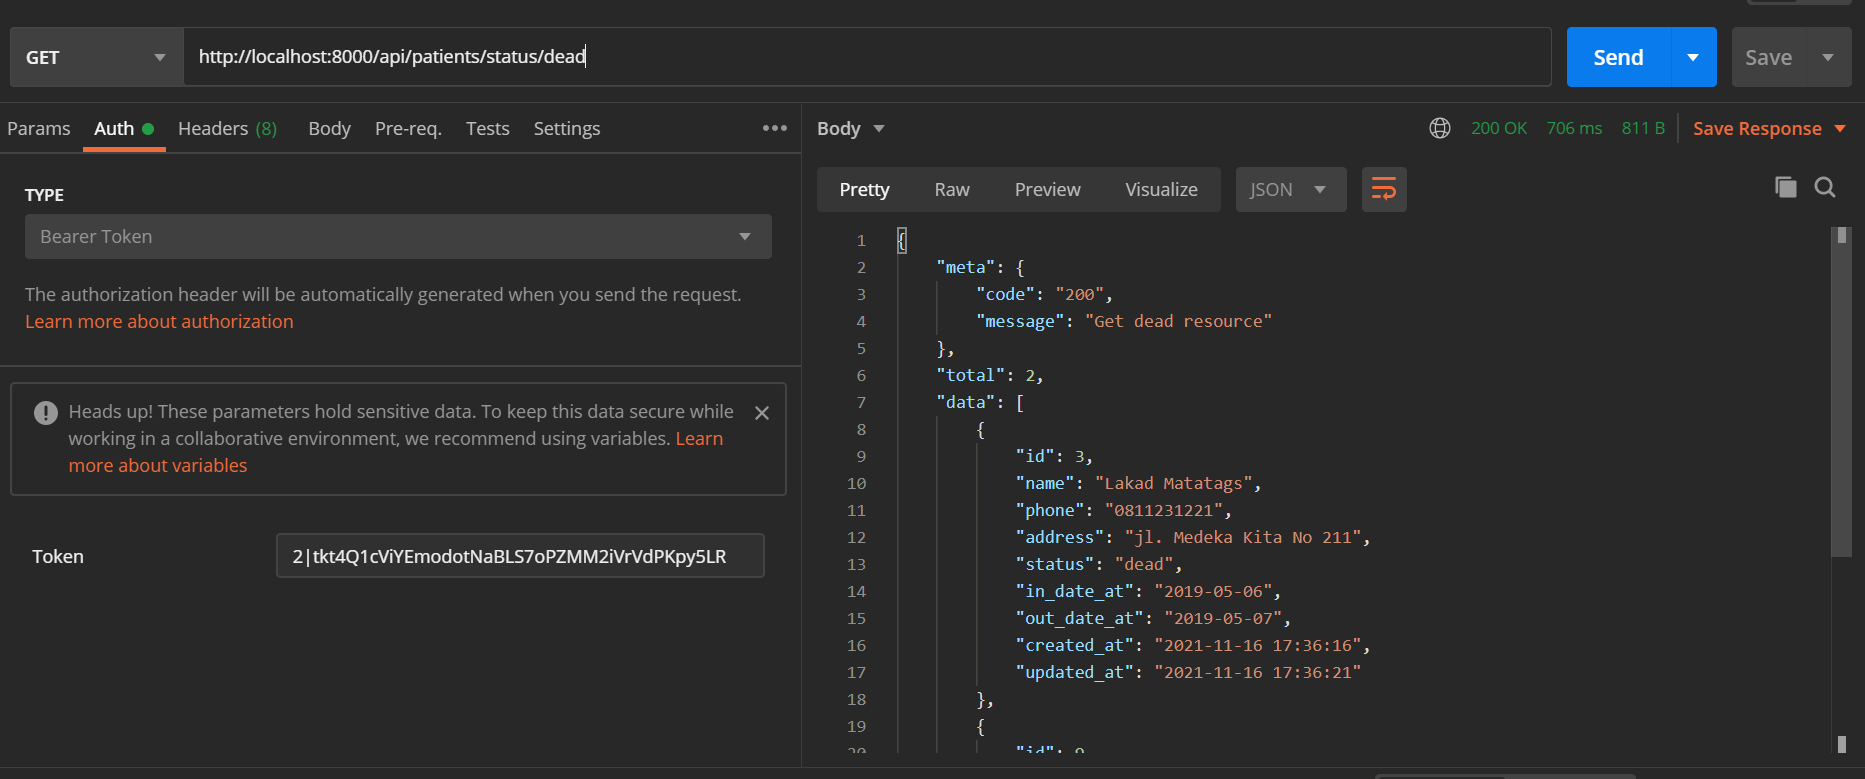 GET
http://localhost:8000/api/patients/status/dead
Send
Save
Params Auth Headers (8) Body Pre-req. Tests Settings
TYPE
Bearer Token
The authorization header will be automatically generated when you send the request.
Learn more about authorization
Heads up! These parameters hold sensitive data. To keep this data secure while
working in a collaborative environment, we recommend using variables. Learn
more about variables
Token
2|tkt4Q1cViYEmodotNaBLS7oPZMM2iVrVdPKpy5LR
Body
200 OK 706 ms 811 B Save Response
Pretty Raw Preview Visualize JSON
1 {
2 "meta": {
3 "code": "200",
4 "message": "Get dead resource"
5 },
6 "total": 2,
7 "data": [
8 {
9 "id": 3,
10 "name": "Lakad Matatags",
11 "phone": "0811231221",
12 "address": "jl. Medeka Kita No 211",
13 "status": "dead",
14 "in_date_at": "2019-05-06",
15 "out_date_at": "2019-05-07",
16 "created_at": "2021-11-16 17:36:16",
17 "updated_at": "2021-11-16 17:36:21"
18 },
19 {
20 "id":